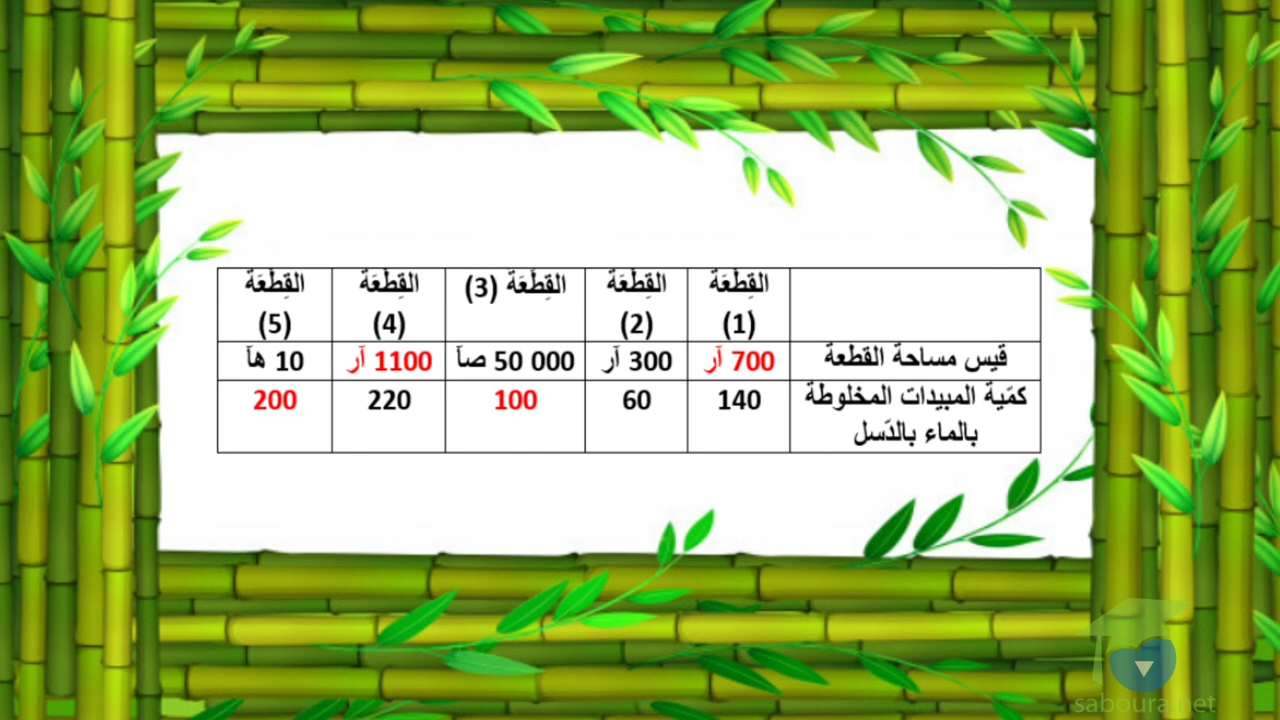 القِطْعَة (1) القِطْعَة (2) القِطْعَة (3) القِطْعَة (4) القِطْعَة (5)
قيس مساحة القطعة 700 آر 300 آر 50 000 صآ 1100 آر 10 هآ
كمّية المبيدات المخلوطة بالماء بالدّسل 140 60 100 220 200
saboura.net